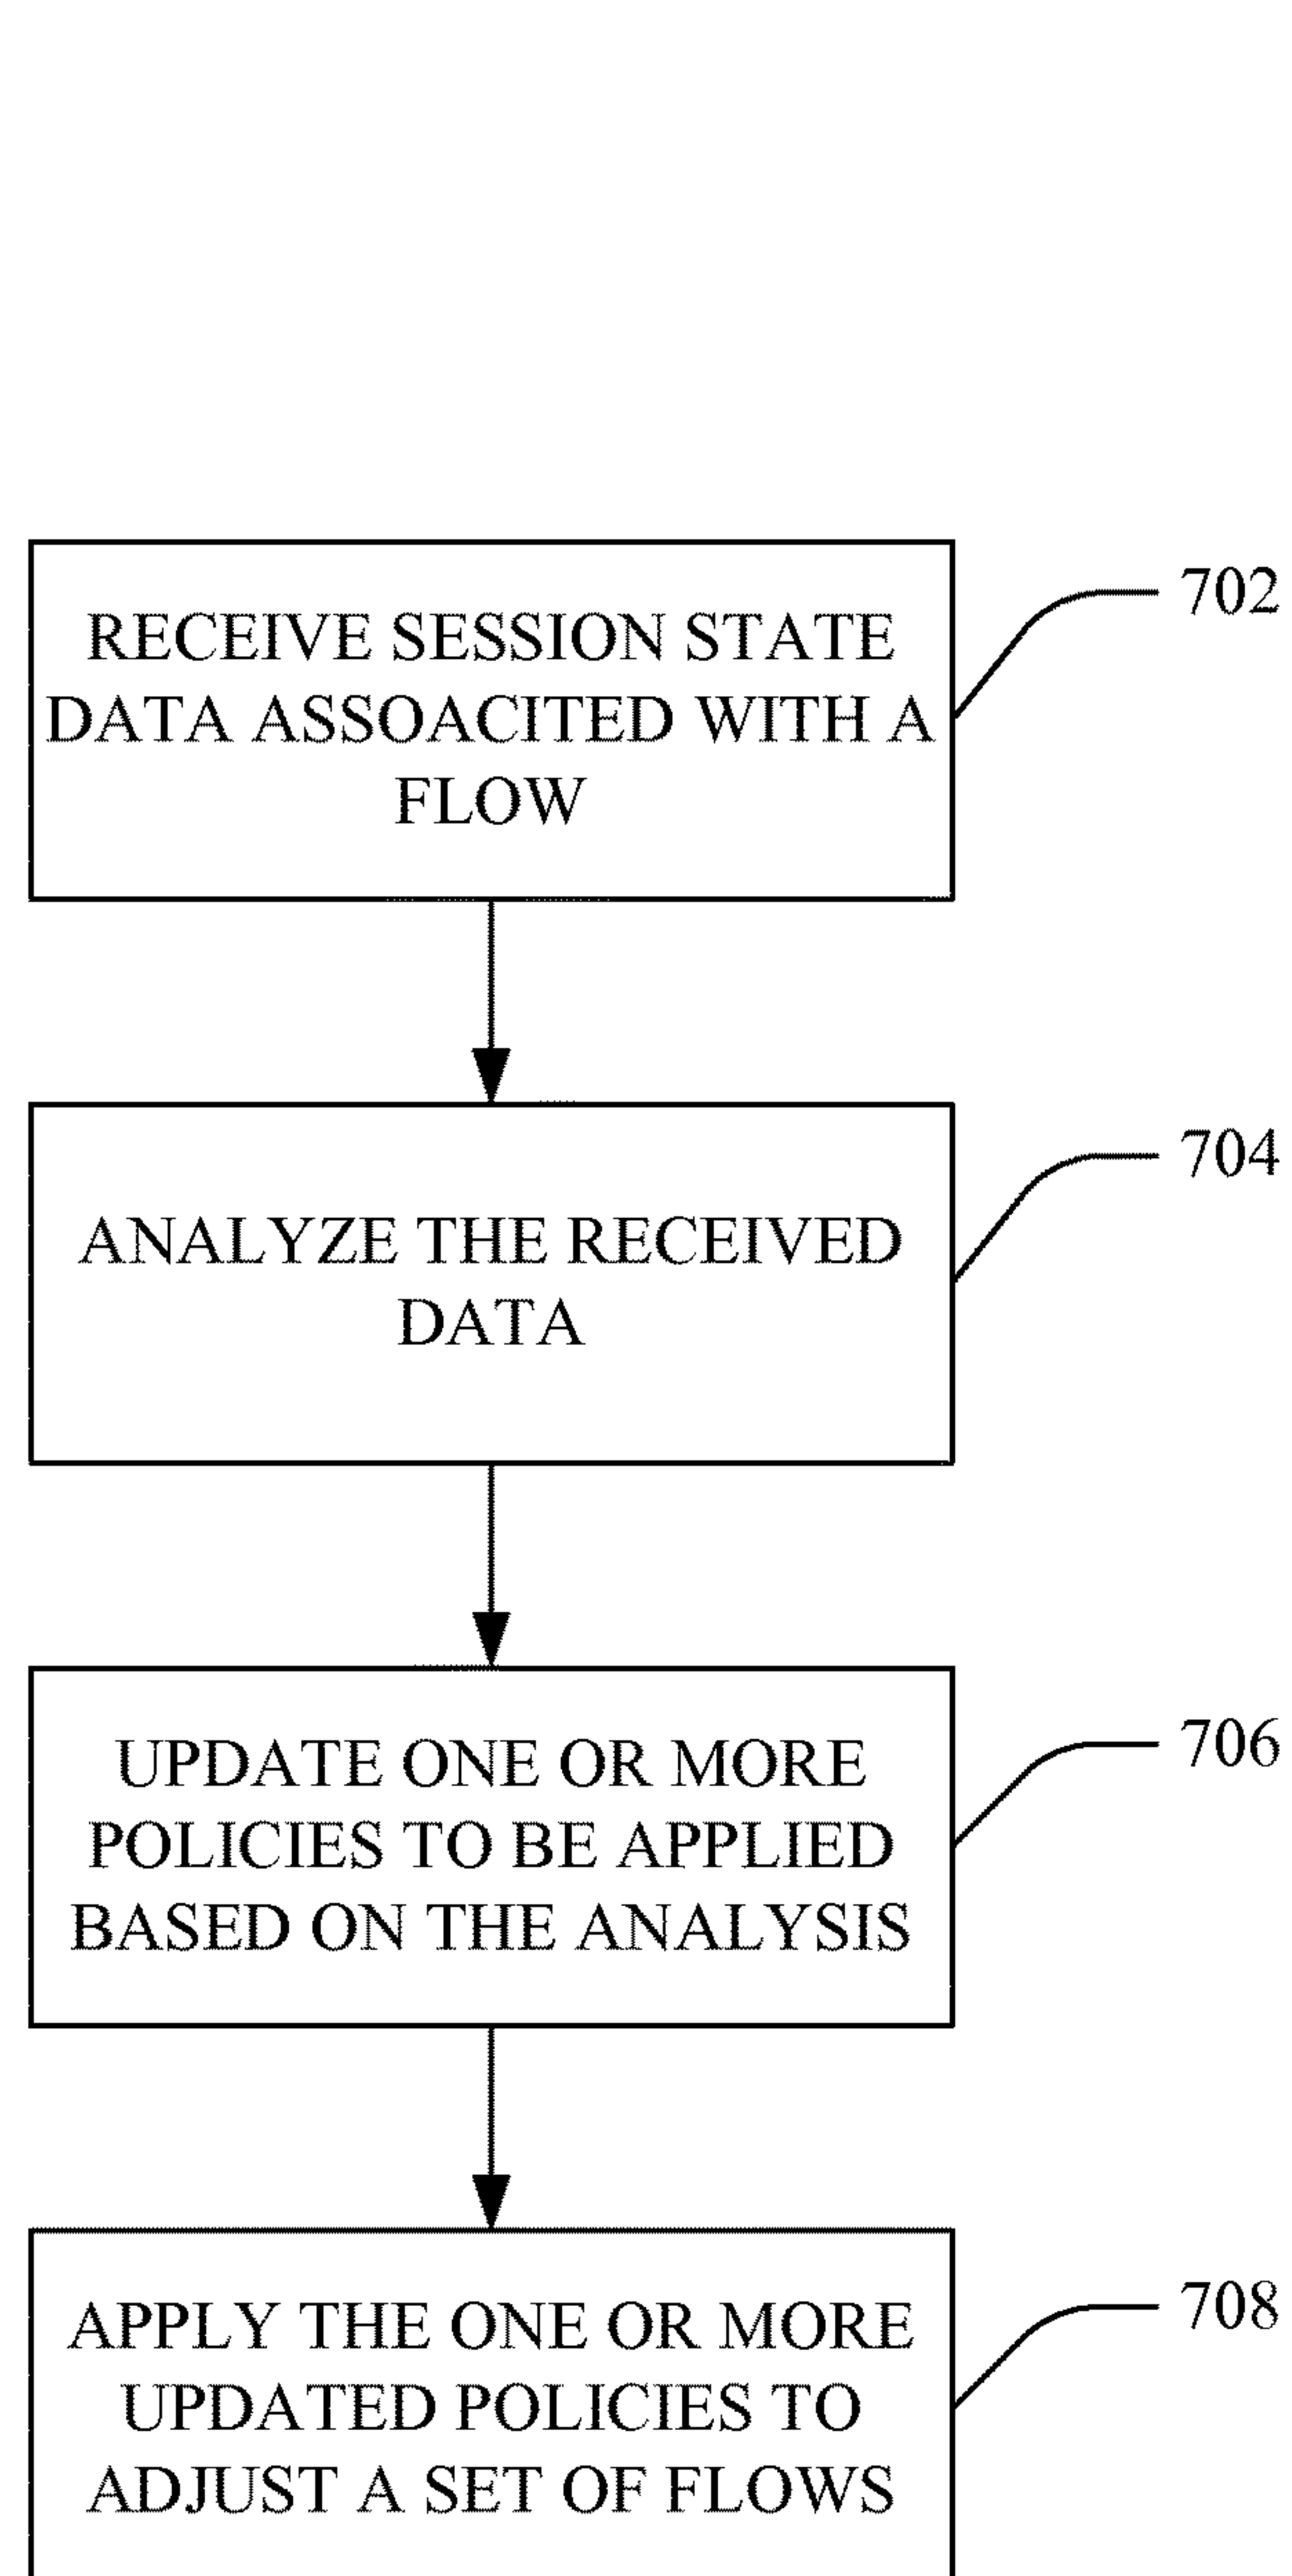 RECEIVE SESSION STATE
DATA ASSOACITED WITH A
FLOW
702
ANALYZE THE RECEIVED
DATA
704
UPDATE ONE OR MORE
POLICIES TO BE APPLIED
BASED ON THE ANALYSIS
706
APPLY THE ONE OR MORE
UPDATED POLICIES TO
ADJUST A SET OF FLOWS
708